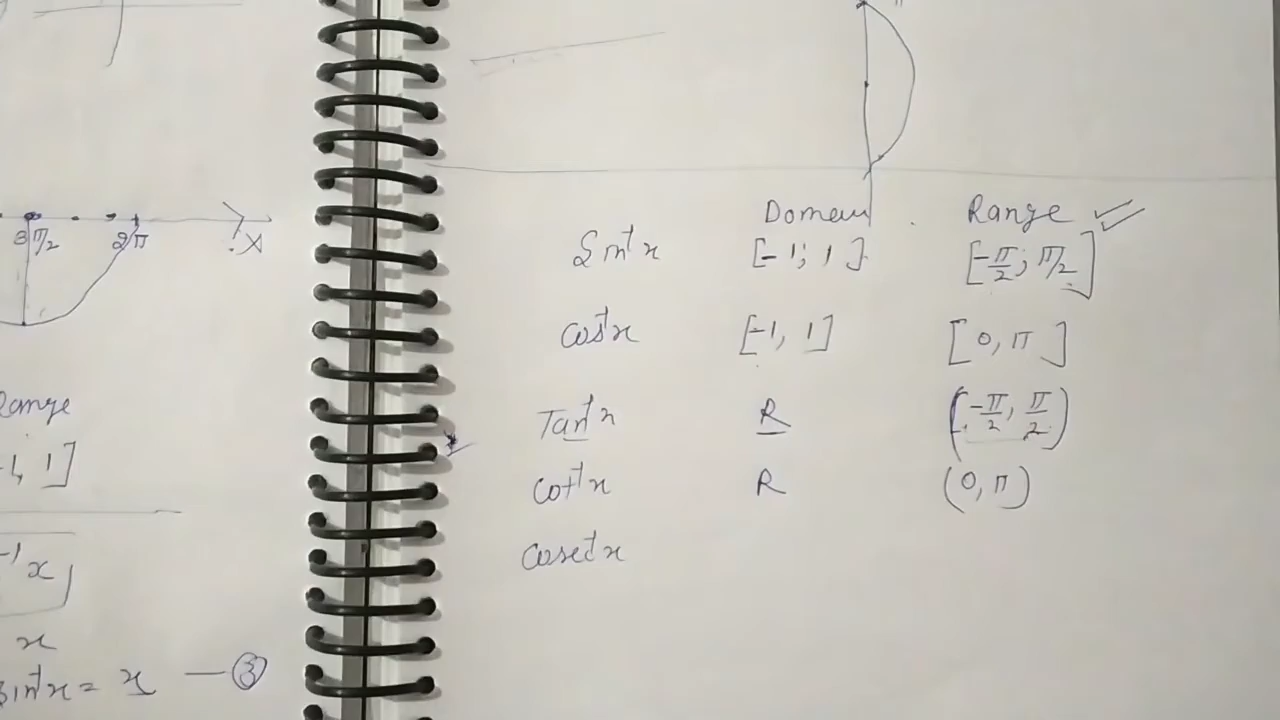 3π/2 2π X
Range
-1, 1]
-1 x
x
Sin⁻¹x = x — ③
Domain Range
Sin⁻¹x [-1; 1] [-π/2; π/2]
Cos⁻¹x [-1, 1] [0, π]
Tan⁻¹x R (-π/2, π/2)
Cot⁻¹x R (0, π)
Cosec⁻¹x